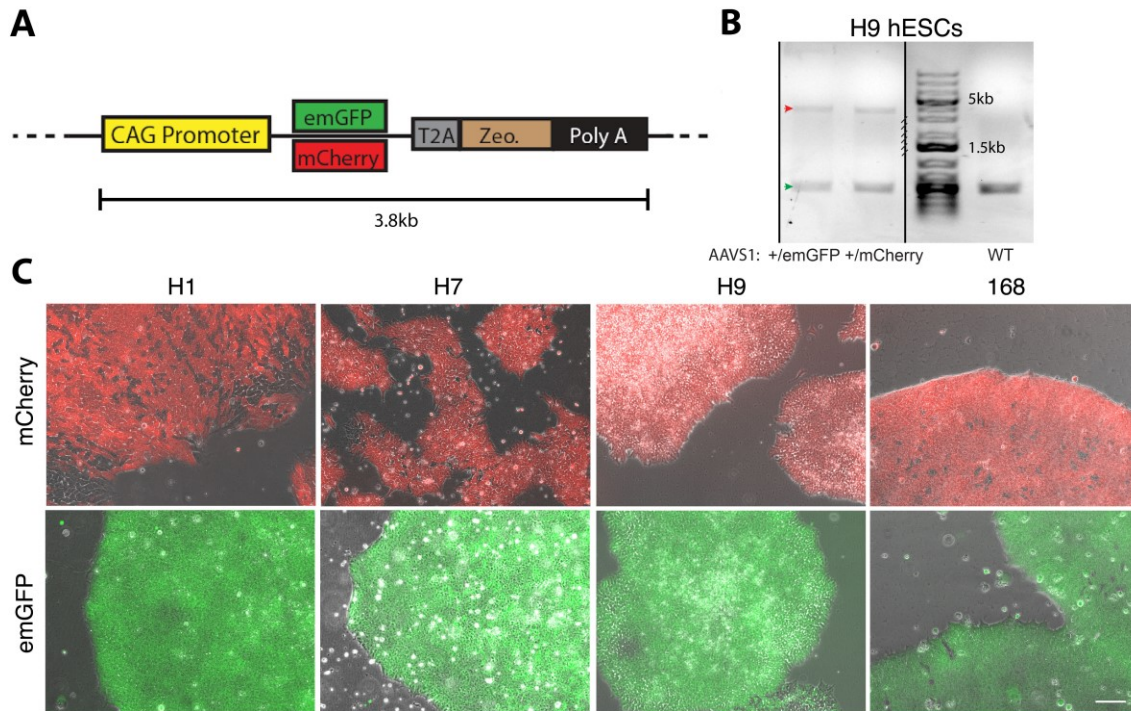 A
CAG Promoter
emGFP
mCherry
T2A
Zeo.
Poly A
3.8kb
B
H9 hESCs
5kb
1.5kb
AAVS1: +/emGFP +/mCherry WT
C
H1 H7 H9 168
mCherry
emGFP